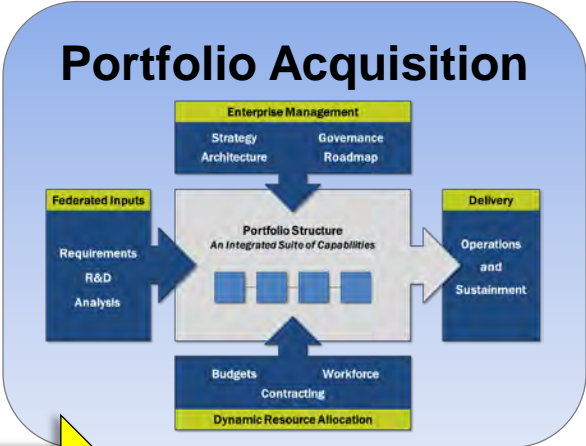 Portfolio Acquisition
Enterprise Management
Strategy Governance
Architecture Roadmap
Federated Inputs
Requirements
R&D
Analysis
Portfolio Structure
An Integrated Suite of Capabilities
Delivery
Operations
and
Sustainment
Budgets Workforce
Contracting
Dynamic Resource Allocation